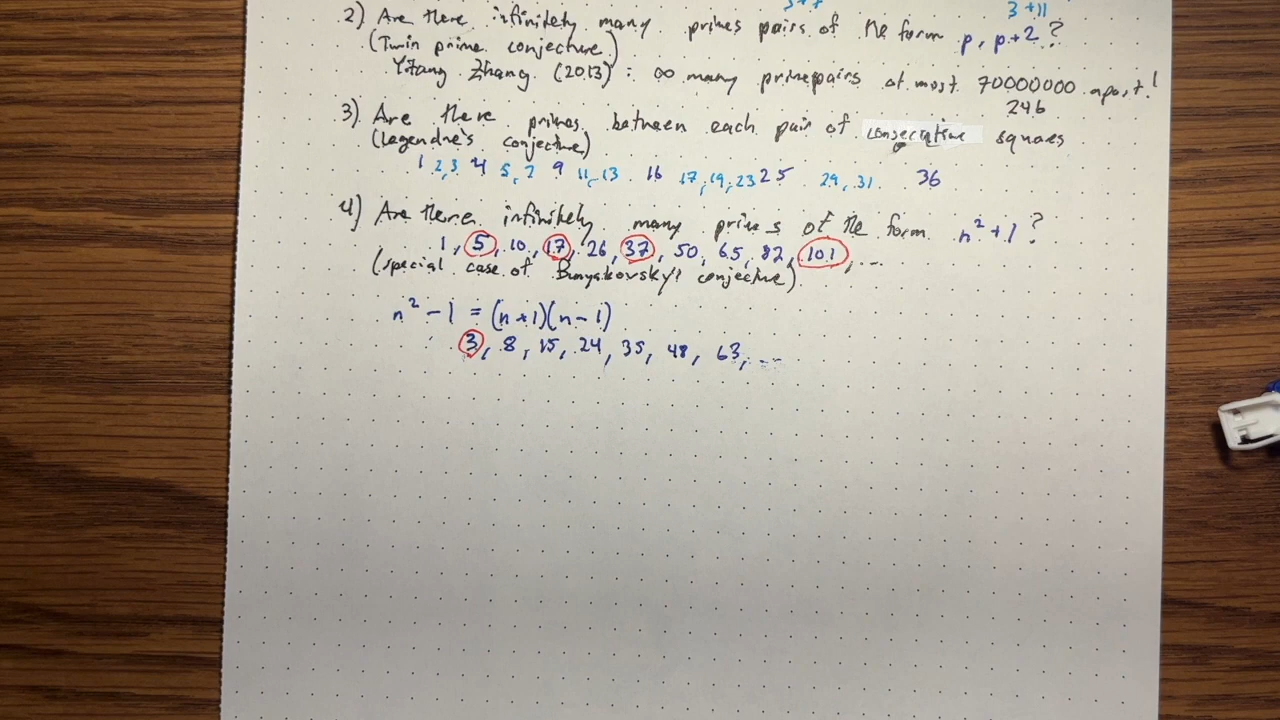 3+11
2) Are there infinitely many primes pairs of the form p, p+2?
(Twin prime conjecture)
Yitang Zhang (2013): ∞ many prime pairs at most 70000000 apart!
246
3) Are there primes between each pair of consecutive squares
(Legendre's conjecture)
1 2,3 4 5,7 9 11,13 16 17,19,23 25 29,31 36
4) Are there infinitely many primes of the form n²+1?
1, 5, 10, 17, 26, 37, 50, 65, 82, 101, ...
(special case of Bunyakovsky's conjecture)
n²-1 = (n+1)(n-1)
3, 8, 15, 24, 35, 48, 63, ...